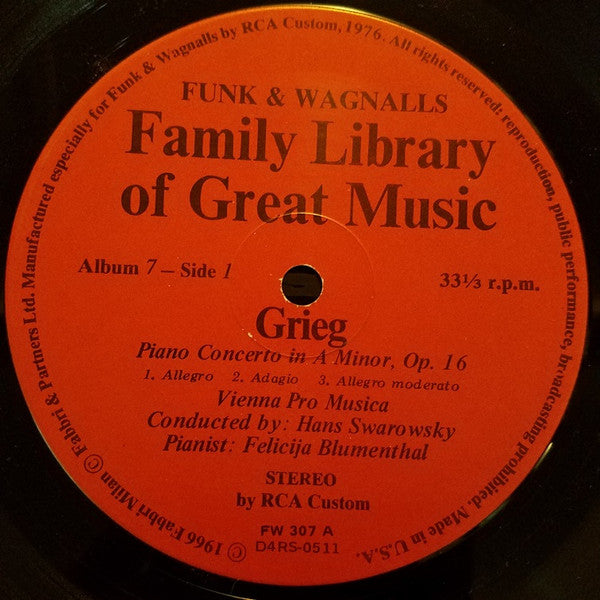 © 1966 Fabbri Milan © Fabbri & Partners Ltd. Manufactured especially for Funk & Wagnalls by RCA Custom, 1976. All rights reserved: reproduction, public performance, broadcasting prohibited. Made in U.S.A.
FUNK & WAGNALLS
Family Library
of Great Music
Album 7 – Side 1
33⅓ r.p.m.
Grieg
Piano Concerto in A Minor, Op. 16
1. Allegro 2. Adagio 3. Allegro moderato
Vienna Pro Musica
Conducted by: Hans Swarowsky
Pianist: Felicija Blumenthal
STEREO
by RCA Custom
FW 307 A
D4RS-0511